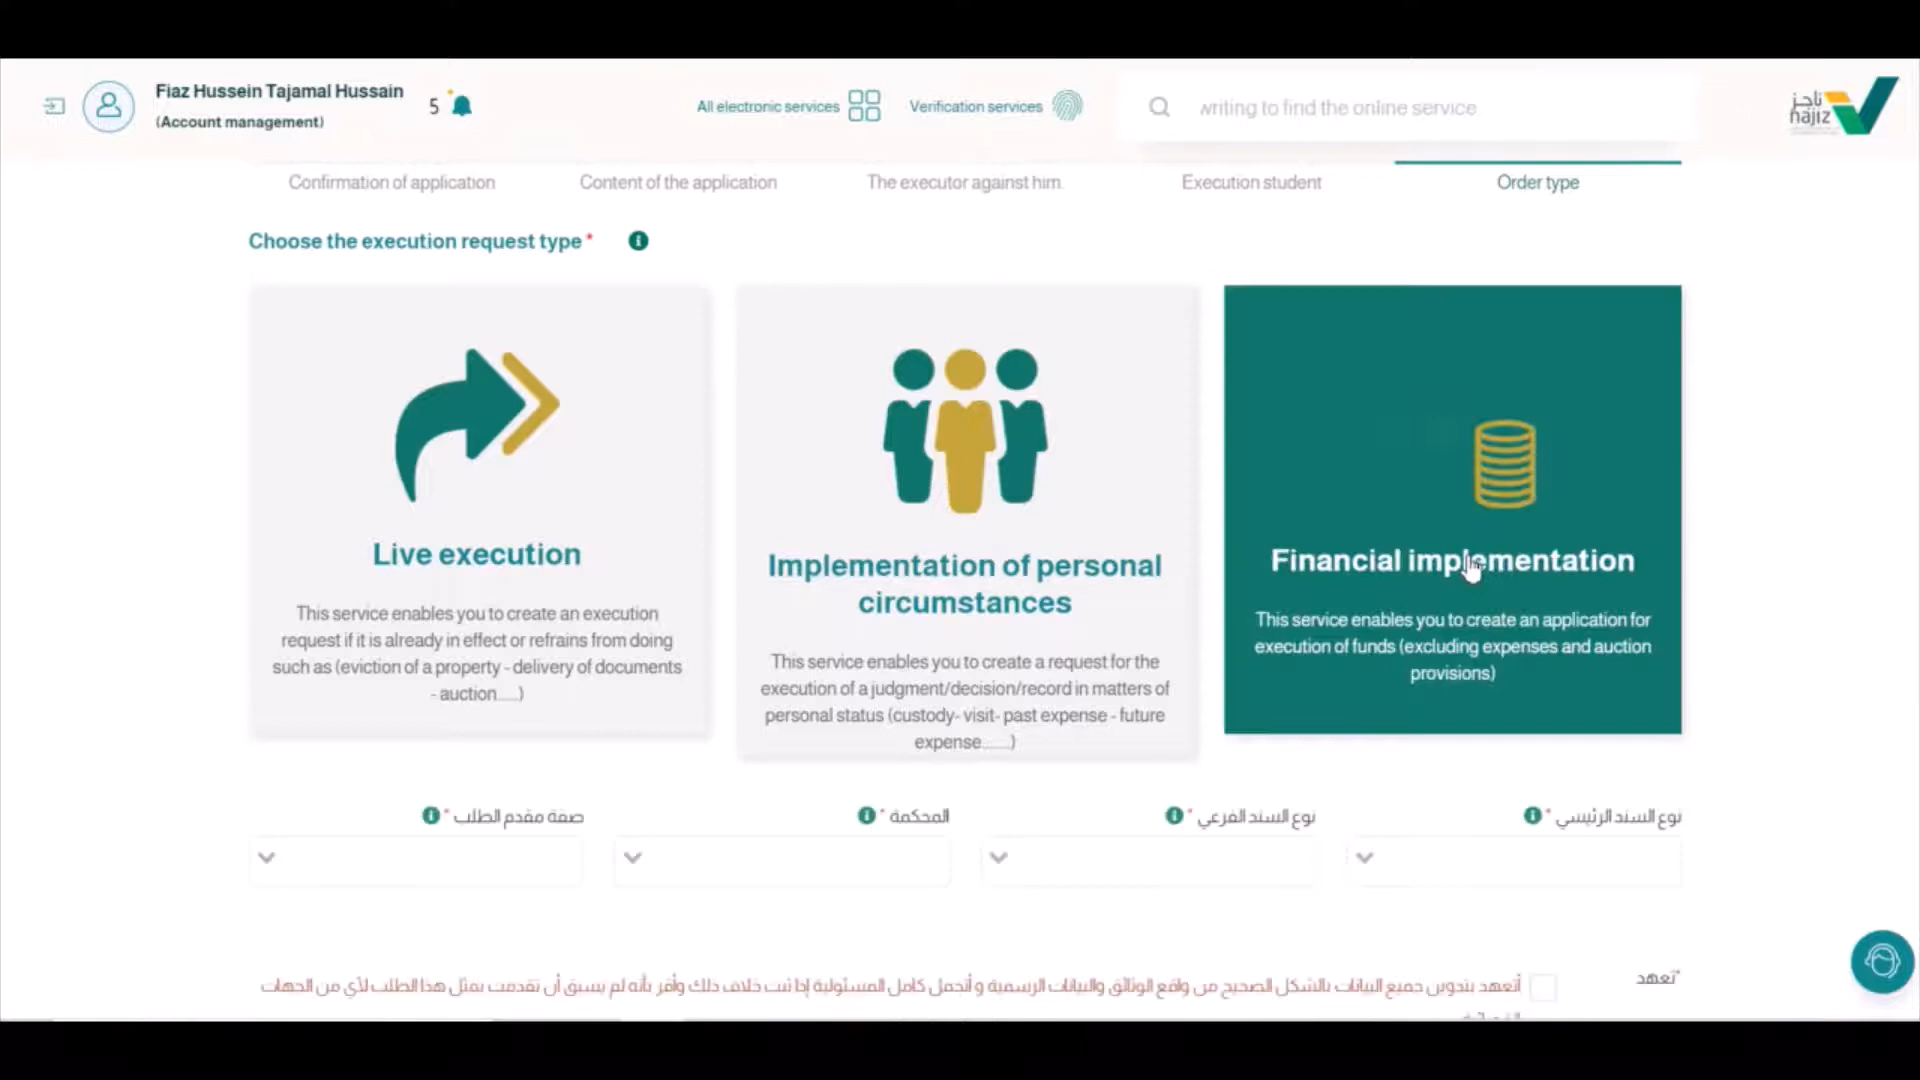 Fiaz Hussein Tajamal Hussain
(Account management)
5
All electronic services
Verification services
writing to find the online service
ناجز
najiz
Confirmation of application
Content of the application
The executor against him.
Execution student
Order type
Choose the execution request type *
Live execution
This service enables you to create an execution
request if it is already in effect or refrains from doing
such as (eviction of a property - delivery of documents
- auction......)
Implementation of personal
circumstances
This service enables you to create a request for the
execution of a judgment/decision/record in matters of
personal status (custody- visit- past expense - future
expense.......)
Financial implementation
This service enables you to create an application for
execution of funds (excluding expenses and auction
provisions)
نوع السند الرئيسي *
نوع السند الفرعي *
المحكمة *
صفة مقدم الطلب *
*تعهد
أتعهد بتدوين جميع البيانات بالشكل الصحيح من واقع الوثائق والبيانات الرسمية و أتحمل كامل المسئولية إذا ثبت خلاف ذلك وأقر بأنه لم يسبق أن تقدمت بمثل هذا الطلب لأي من الجهات